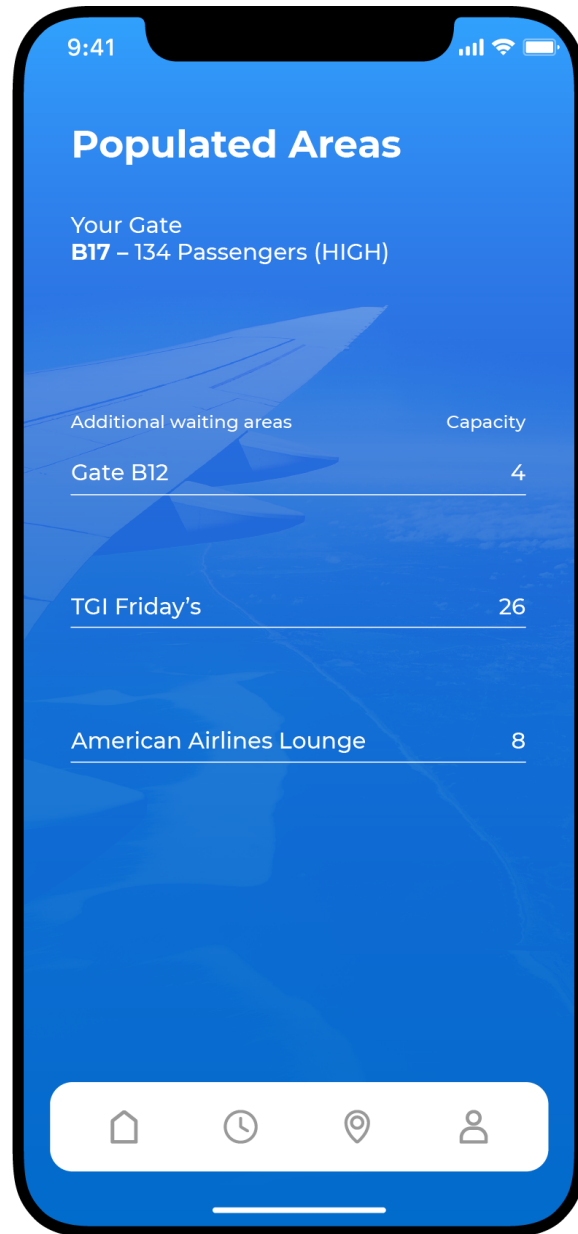 9:41
Populated Areas
Your Gate
B17 – 134 Passengers (HIGH)
Additional waiting areas Capacity
Gate B12 4
TGI Friday’s 26
American Airlines Lounge 8